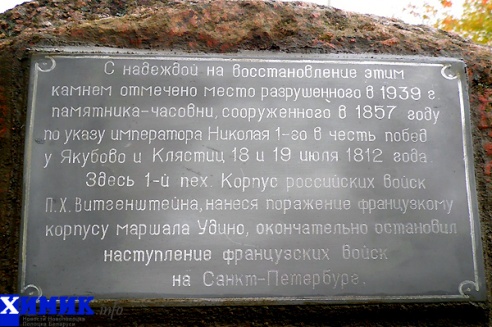 С надеждой на восстановление этим
камнем отмечено место разрушенного в 1939 г.
памятника-часовни, сооруженного в 1857 году
по указу императора Николая 1-го в честь побед
у Якубово и Клястиц 18 и 19 июля 1812 года.
Здесь 1-й пех. Корпус российских войск
П.Х. Витгенштейна, нанеся поражение французскому
корпусу маршала Удино, окончательно остановил
наступление французских войск
на Санкт-Петербург.
ХИМИК.info